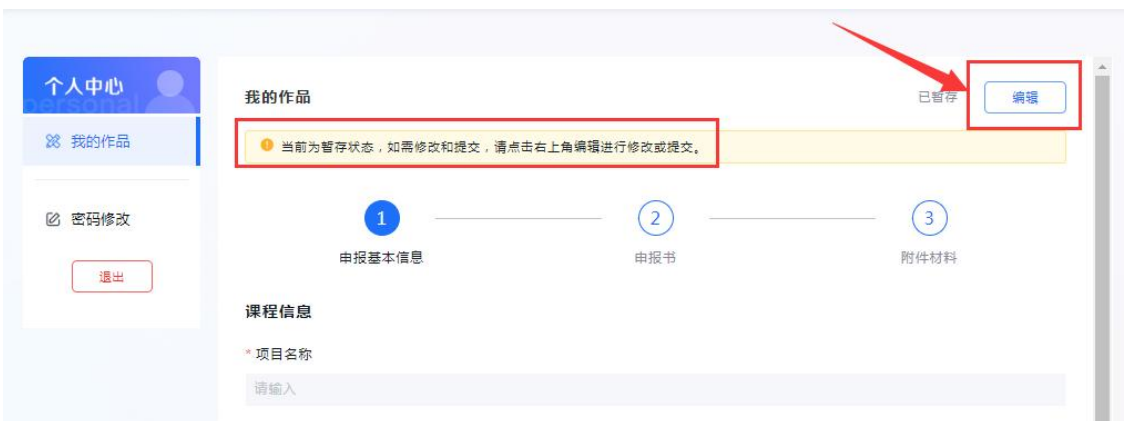 个人中心
personal
我的作品
密码修改
退出
我的作品
已暂存
编辑
当前为暂存状态，如需修改和提交，请点击右上角编辑进行修改或提交。
1
2
3
申报基本信息
申报书
附件材料
课程信息
* 项目名称
请输入